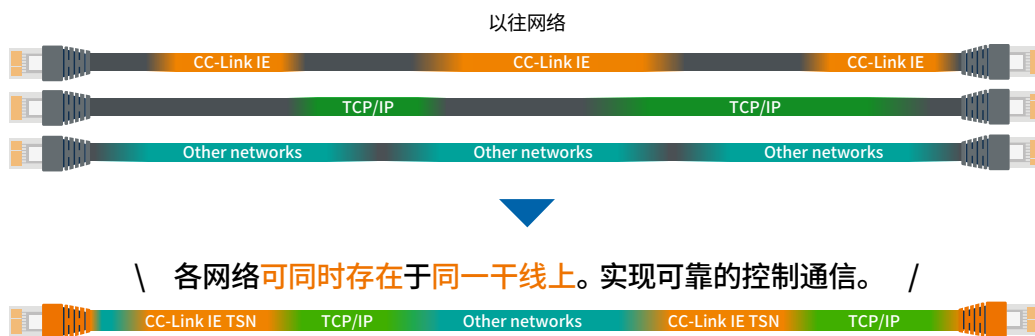 以往网络
CC-Link IE CC-Link IE CC-Link IE
TCP/IP TCP/IP
Other networks Other networks Other networks
\ 各网络可同时存在于同一干线上。实现可靠的控制通信。 /
CC-Link IE TSN TCP/IP Other networks CC-Link IE TSN TCP/IP